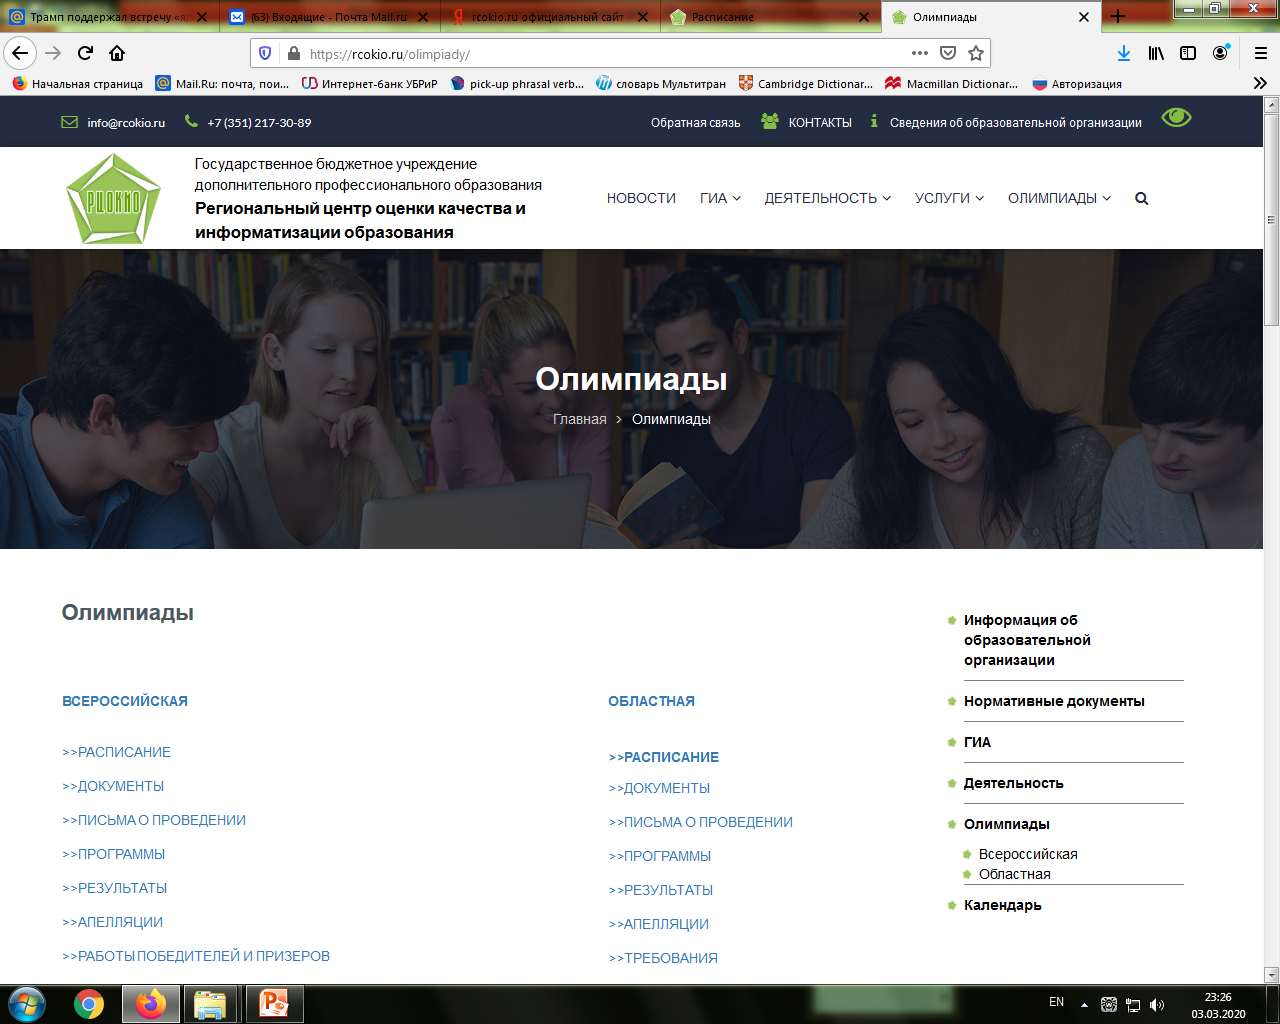 Трамп поддержал встречу «яд
(63) Входящие - Почта Mail.ru
rcokio.ru официальный сайт
Расписание
Олимпиады
https://rcokio.ru/olimpiady/
Начальная страница
Mail.Ru: почта, пои...
Интернет-банк УБРиР
pick-up phrasal verb...
словарь Мультитран
Cambridge Dictionar...
Macmillan Dictionar...
Авторизация
info@rcokio.ru
+7 (351) 217-30-89
Обратная связь
КОНТАКТЫ
Сведения об образовательной организации
РЦОКИО
Государственное бюджетное учреждение
дополнительного профессионального образования
Региональный центр оценки качества и
информатизации образования
НОВОСТИ
ГИА
ДЕЯТЕЛЬНОСТЬ
УСЛУГИ
ОЛИМПИАДЫ
Олимпиады
Главная > Олимпиады
Олимпиады
ВСЕРОССИЙСКАЯ
>>РАСПИСАНИЕ
>>ДОКУМЕНТЫ
>>ПИСЬМА О ПРОВЕДЕНИИ
>>ПРОГРАММЫ
>>РЕЗУЛЬТАТЫ
>>АПЕЛЛЯЦИИ
>>РАБОТЫ ПОБЕДИТЕЛЕЙ И ПРИЗЕРОВ
ОБЛАСТНАЯ
>>РАСПИСАНИЕ
>>ДОКУМЕНТЫ
>>ПИСЬМА О ПРОВЕДЕНИИ
>>ПРОГРАММЫ
>>РЕЗУЛЬТАТЫ
>>АПЕЛЛЯЦИИ
>>ТРЕБОВАНИЯ
Информация об
образовательной
организации
Нормативные документы
ГИА
Деятельность
Олимпиады
Всероссийская
Областная
Календарь
EN
23:26
03.03.2020